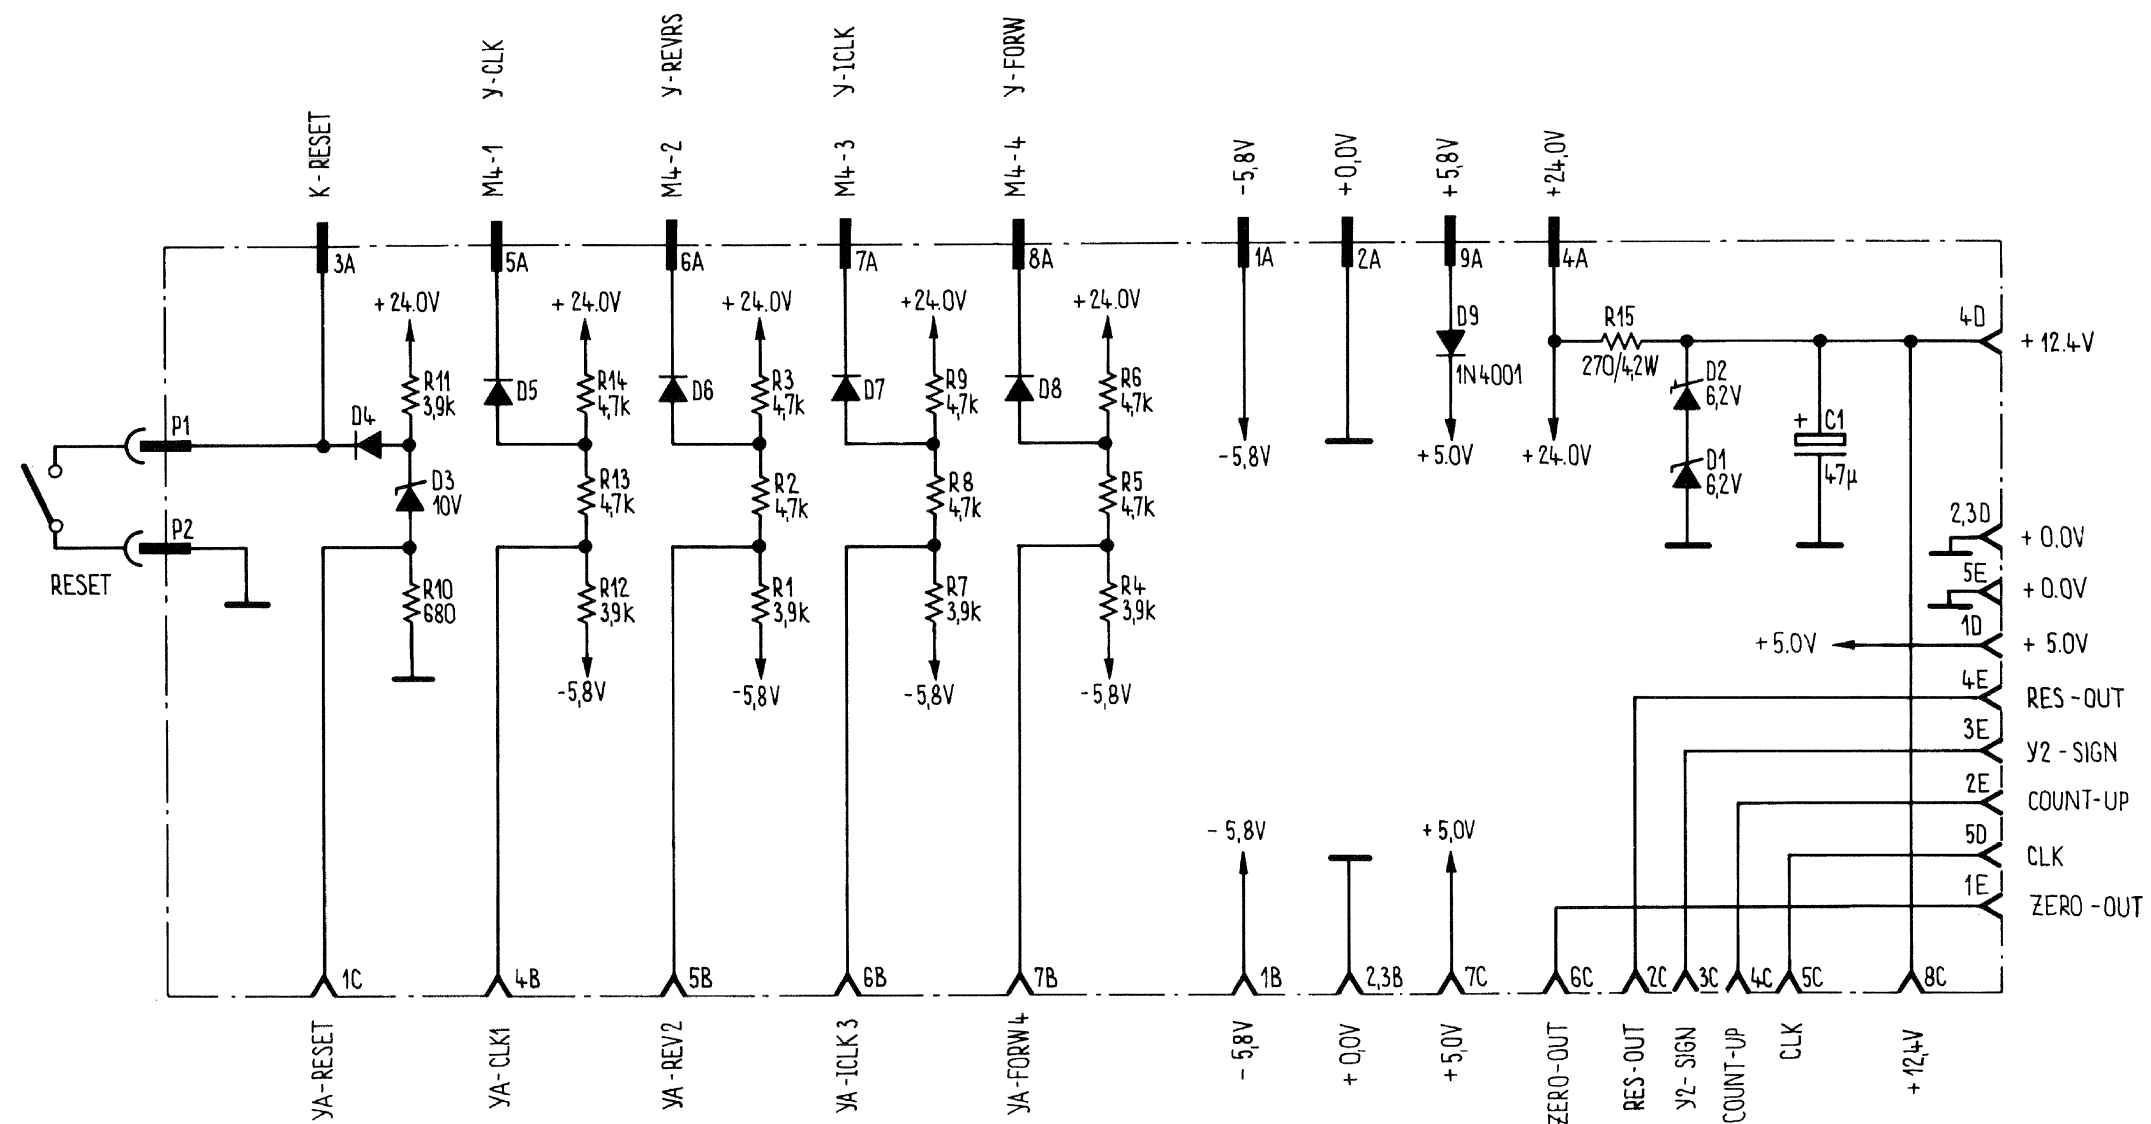 K-RESET
M4-1 Y-CLK
M4-2 Y-REVRS
M4-3 Y-ICLK
M4-4 Y-FORW
-5,8V
+0,0V
+5,8V
+24,0V
3A
5A
6A
7A
8A
1A
2A
9A
4A
+24.0V
+24.0V
+24.0V
+24.0V
+24.0V
R11
3,9k
D4
D5
R14
4,7k
D6
R3
4,7k
D7
R9
4,7k
D8
R6
4,7k
D9
1N4001
R15
270/4,2W
4D
+12.4V
D2
6,2V
D1
6,2V
+
C1
47µ
P1
P2
RESET
D3
10V
R13
4,7k
R2
4,7k
R8
4,7k
R5
4,7k
-5,8V
+5.0V
+24.0V
R10
680
R12
3,9k
R1
3,9k
R7
3,9k
R4
3,9k
-5,8V
-5,8V
-5,8V
-5,8V
2,3D
+0.0V
5E
+0.0V
1D
+5.0V
+5.0V
4E
RES-OUT
3E
Y2-SIGN
2E
COUNT-UP
5D
CLK
1E
ZERO-OUT
-5,8V
+5,0V
1C
4B
5B
6B
7B
1B
2,3B
7C
6C
2C
3C
4C
5C
8C
YA-RESET
YA-CLK1
YA-REV2
YA-ICLK3
YA-FORW4
-5,8V
+0,0V
+5,0V
ZERO-OUT
RES-OUT
Y2-SIGN
COUNT-UP
CLK
+12,4V